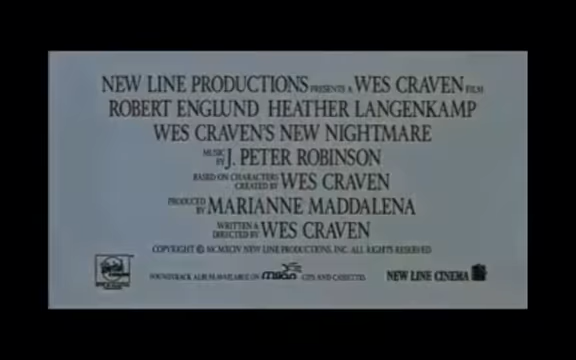 NEW LINE PRODUCTIONS PRESENTS A WES CRAVEN FILM
ROBERT ENGLUND HEATHER LANGENKAMP
WES CRAVEN'S NEW NIGHTMARE
MUSIC BY J. PETER ROBINSON
BASED ON CHARACTERS CREATED BY WES CRAVEN
PRODUCED BY MARIANNE MADDALENA
WRITTEN & DIRECTED BY WES CRAVEN
COPYRIGHT © MCMXCIV NEW LINE PRODUCTIONS, INC. ALL RIGHTS RESERVED
SOUNDTRACK ALBUM AVAILABLE ON milan CD'S AND CASSETTES
NEW LINE CINEMA